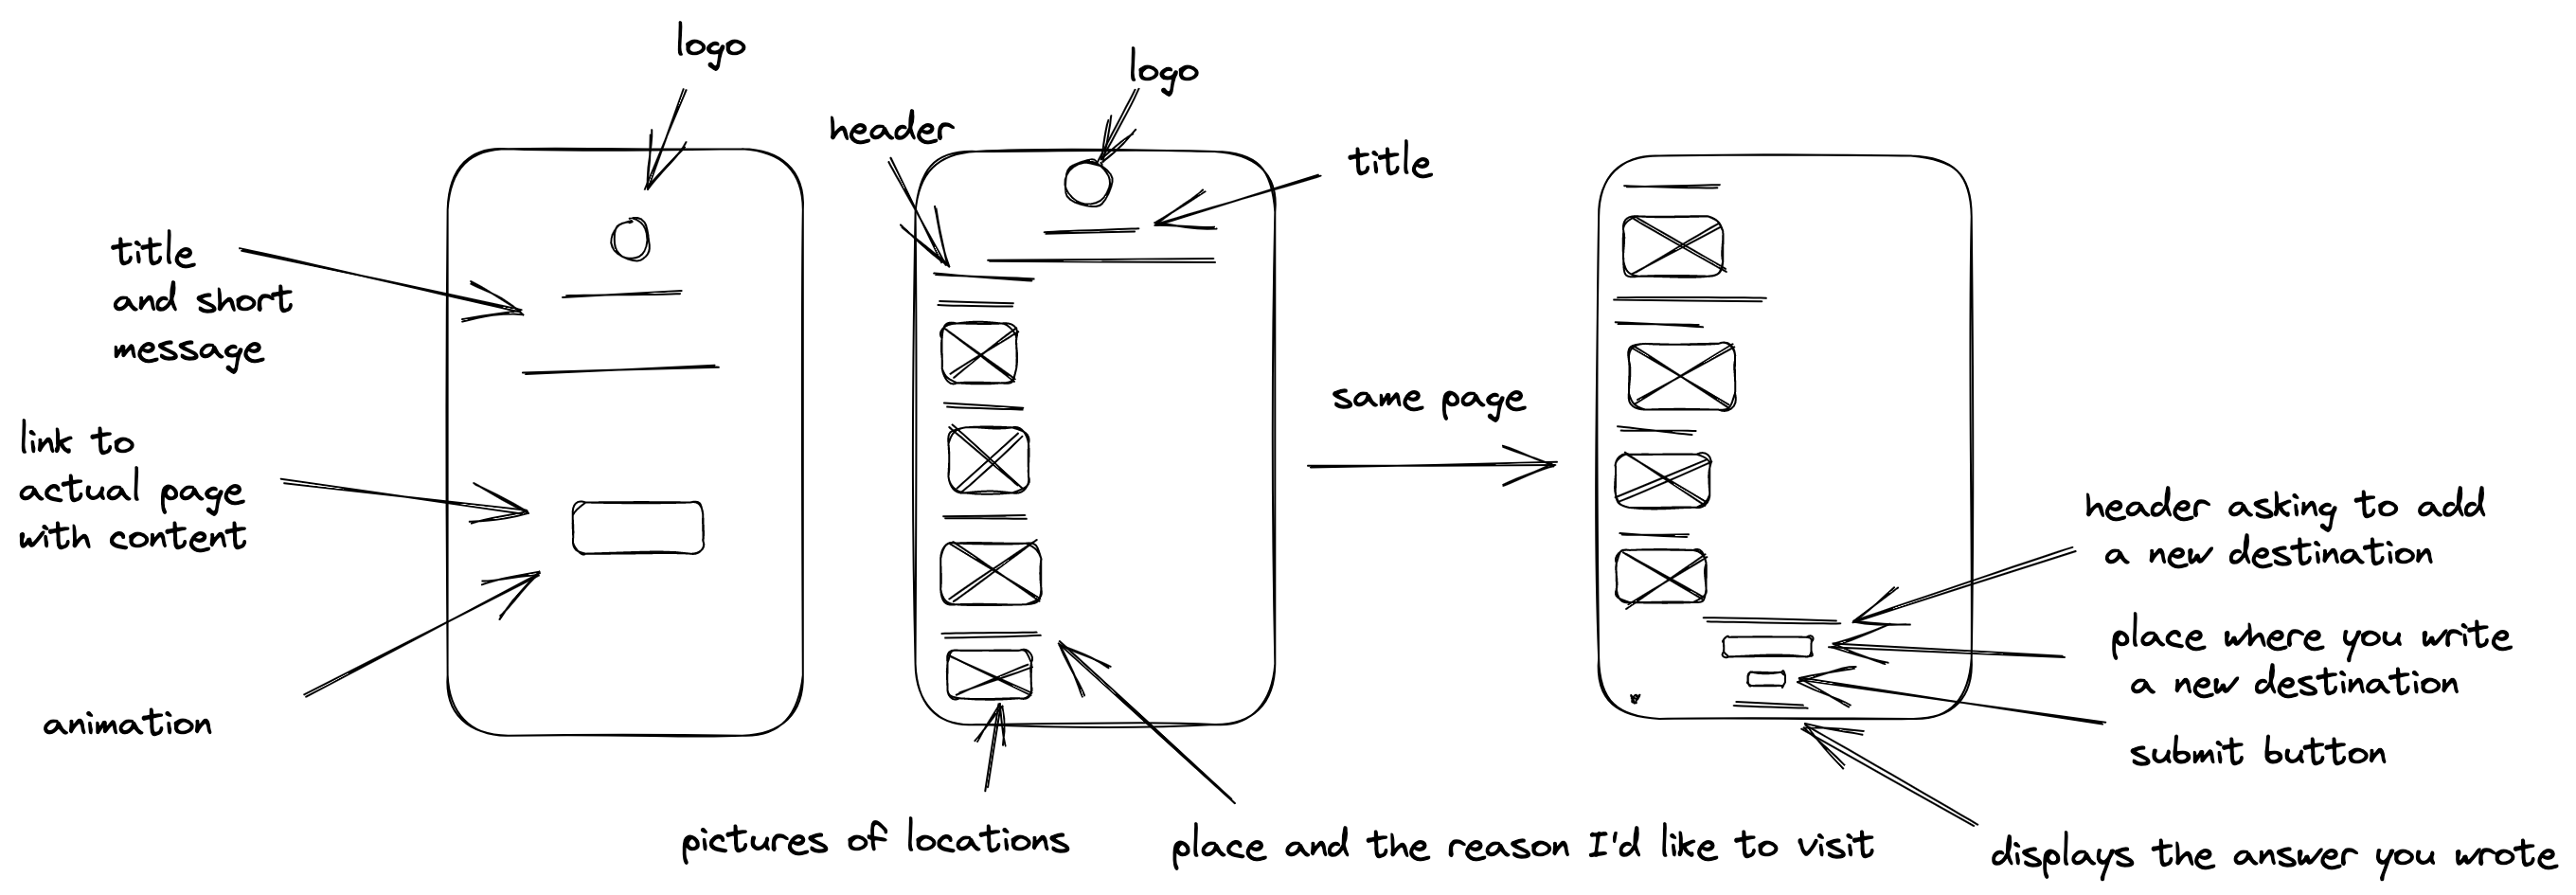 logo
title
and short
message
link to
actual page
with content
animation
logo
header
title
pictures of locations
place and the reason I'd like to visit
same page
header asking to add
a new destination
place where you write
a new destination
submit button
displays the answer you wrote